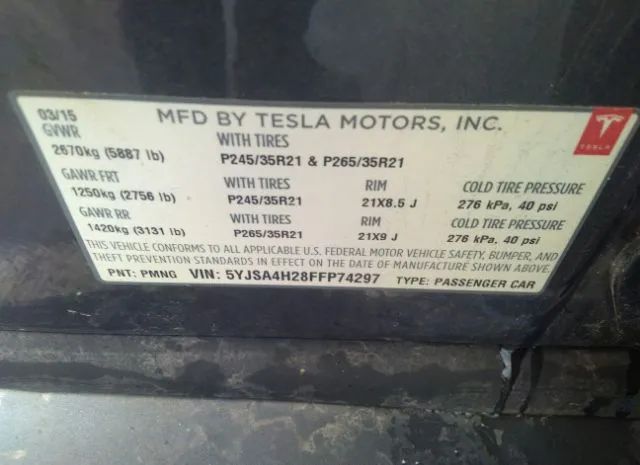 03/15 MFD BY TESLA MOTORS, INC.
GVWR WITH TIRES
2670kg (5887 lb) P245/35R21 & P265/35R21
GAWR FRT WITH TIRES RIM COLD TIRE PRESSURE
1250kg (2756 lb) P245/35R21 21X8.5 J 276 kPa, 40 psi
GAWR RR WITH TIRES RIM COLD TIRE PRESSURE
1420kg (3131 lb) P265/35R21 21X9 J 276 kPa, 40 psi
THIS VEHICLE CONFORMS TO ALL APPLICABLE U.S. FEDERAL MOTOR VEHICLE SAFETY, BUMPER, AND
THEFT PREVENTION STANDARDS IN EFFECT ON THE DATE OF MANUFACTURE SHOWN ABOVE.
PNT: PMNG VIN: 5YJSA4H28FFP74297 TYPE: PASSENGER CAR
TESLA